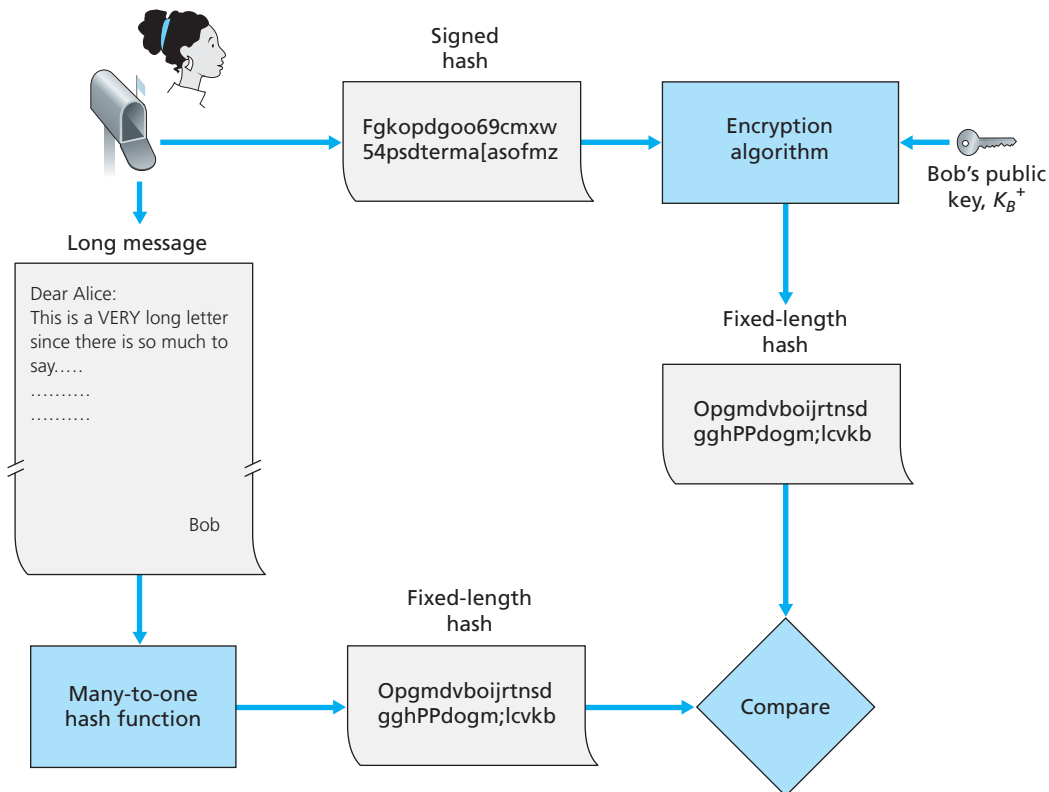 Signed
hash
Fgkopdgoo69cmxw
54psdterma[asofmz
Encryption
algorithm
Bob's public
key, K_B^+
Long message
Dear Alice:
This is a VERY long letter
since there is so much to
say.....
..........
..........
Bob
Fixed-length
hash
Opgmdvboijrtnsd
gghPPdogm;lcvkb
Many-to-one
hash function
Fixed-length
hash
Opgmdvboijrtnsd
gghPPdogm;lcvkb
Compare